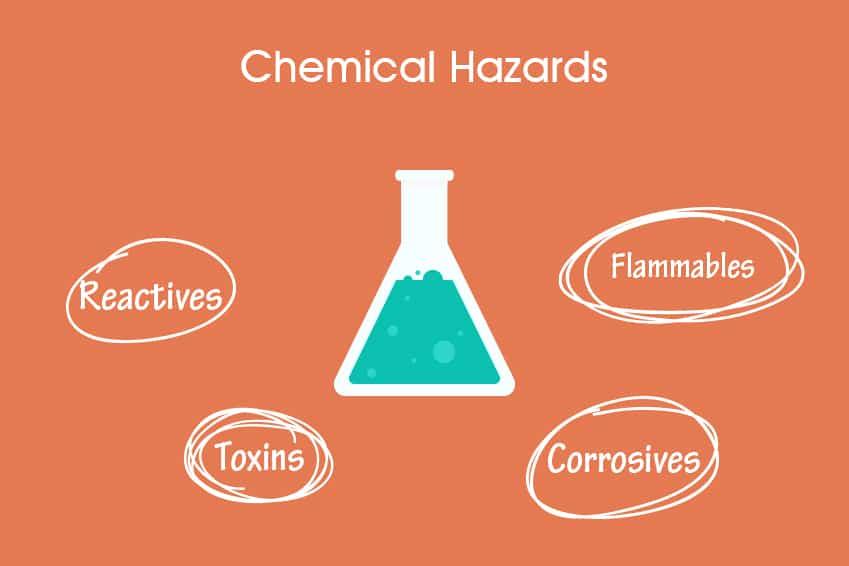 Chemical Hazards
Flammables
Reactives
Toxins
Corrosives